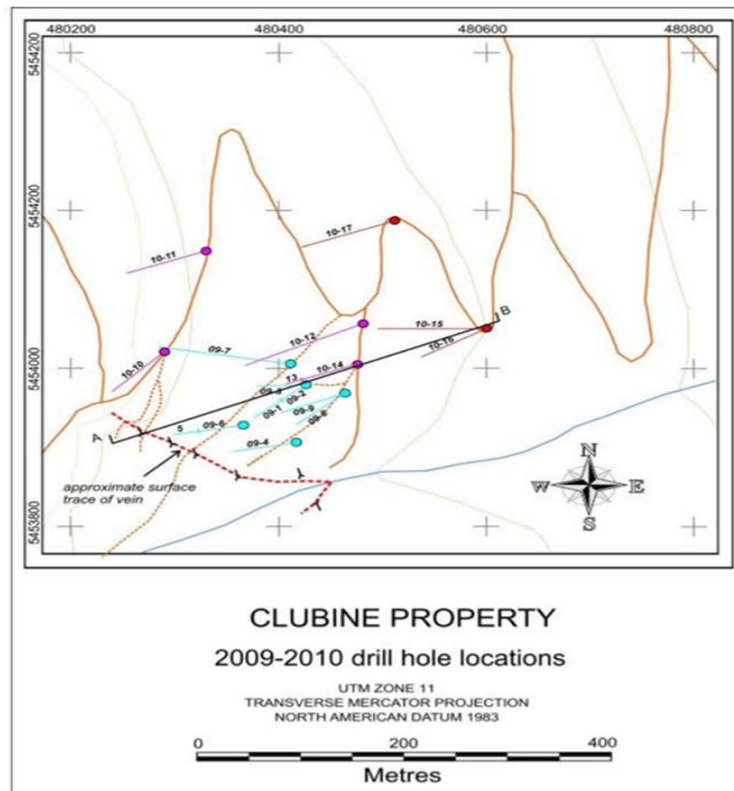 480200 480400 480600 480800
5454200
5454200
10-17
10-11
B
10-12
10-15
09-7
10-16
5454000
10-10
10-14
13
09-3
09-2
09-1
09-9
09-8
5
09-6
A
09-4
approximate surface
trace of vein
N
W E
S
5453800
CLUBINE PROPERTY
2009-2010 drill hole locations
UTM ZONE 11
TRANSVERSE MERCATOR PROJECTION
NORTH AMERICAN DATUM 1983
0 200 400
Metres